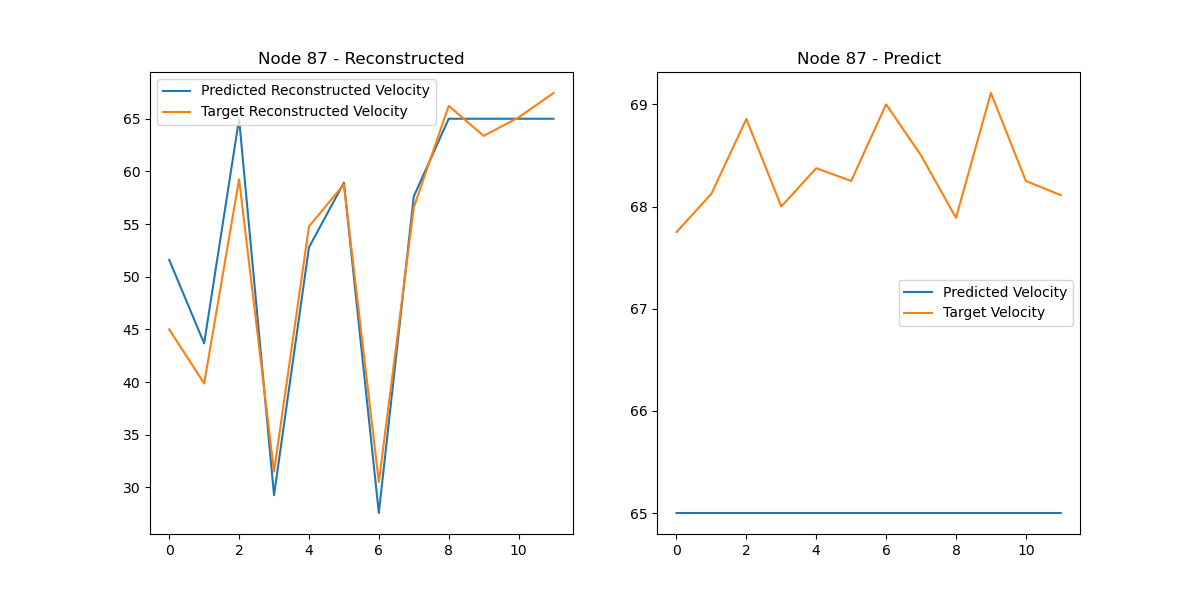 Node 87 - Reconstructed
Predicted Reconstructed Velocity
Target Reconstructed Velocity
65
60
55
50
45
40
35
30
0 2 4 6 8 10
Node 87 - Predict
69
68
67
66
65
Predicted Velocity
Target Velocity
0 2 4 6 8 10